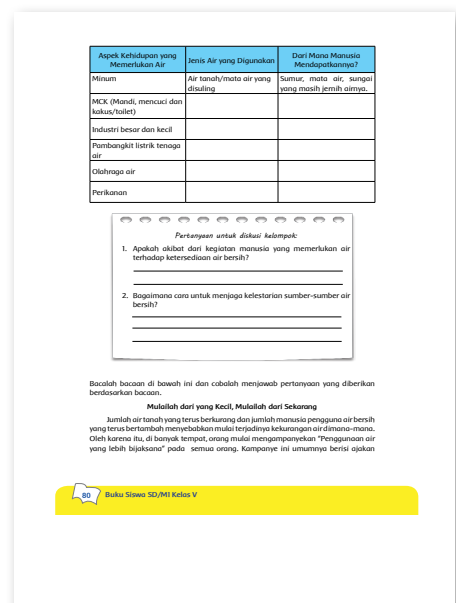 Aspek Kehidupan yang Memerlukan Air
Jenis Air yang Digunakan
Dari Mana Manusia Mendapatkannya?
Minum
Air tanah/mata air yang disuling
Sumur, mata air, sungai yang masih jernih airnya.
MCK (Mandi, mencuci dan kakus/toilet)
Industri besar dan kecil
Pambangkit listrik tenaga air
Olahraga air
Perikanan
Pertanyaan untuk diskusi kelompok:
1. Apakah akibat dari kegiatan manusia yang memerlukan air
terhadap ketersediaan air bersih?
2. Bagaimana cara untuk menjaga kelestarian sumber-sumber air
bersih?
Bacalah bacaan di bawah ini dan cobalah menjawab pertanyaan yang diberikan
berdasarkan bacaan.
Mulailah dari yang Kecil, Mulailah dari Sekarang
Jumlah air tanah yang terus berkurang dan jumlah manusia pengguna air bersih
yang terus bertambah menyebabkan mulai terjadinya kekurangan air dimana-mana.
Oleh karena itu, di banyak tempat, orang mulai mengampanyekan "Penggunaan air
yang lebih bijaksana" pada semua orang. Kampanye ini umumnya berisi ajakan
80 Buku Siswa SD/MI Kelas V